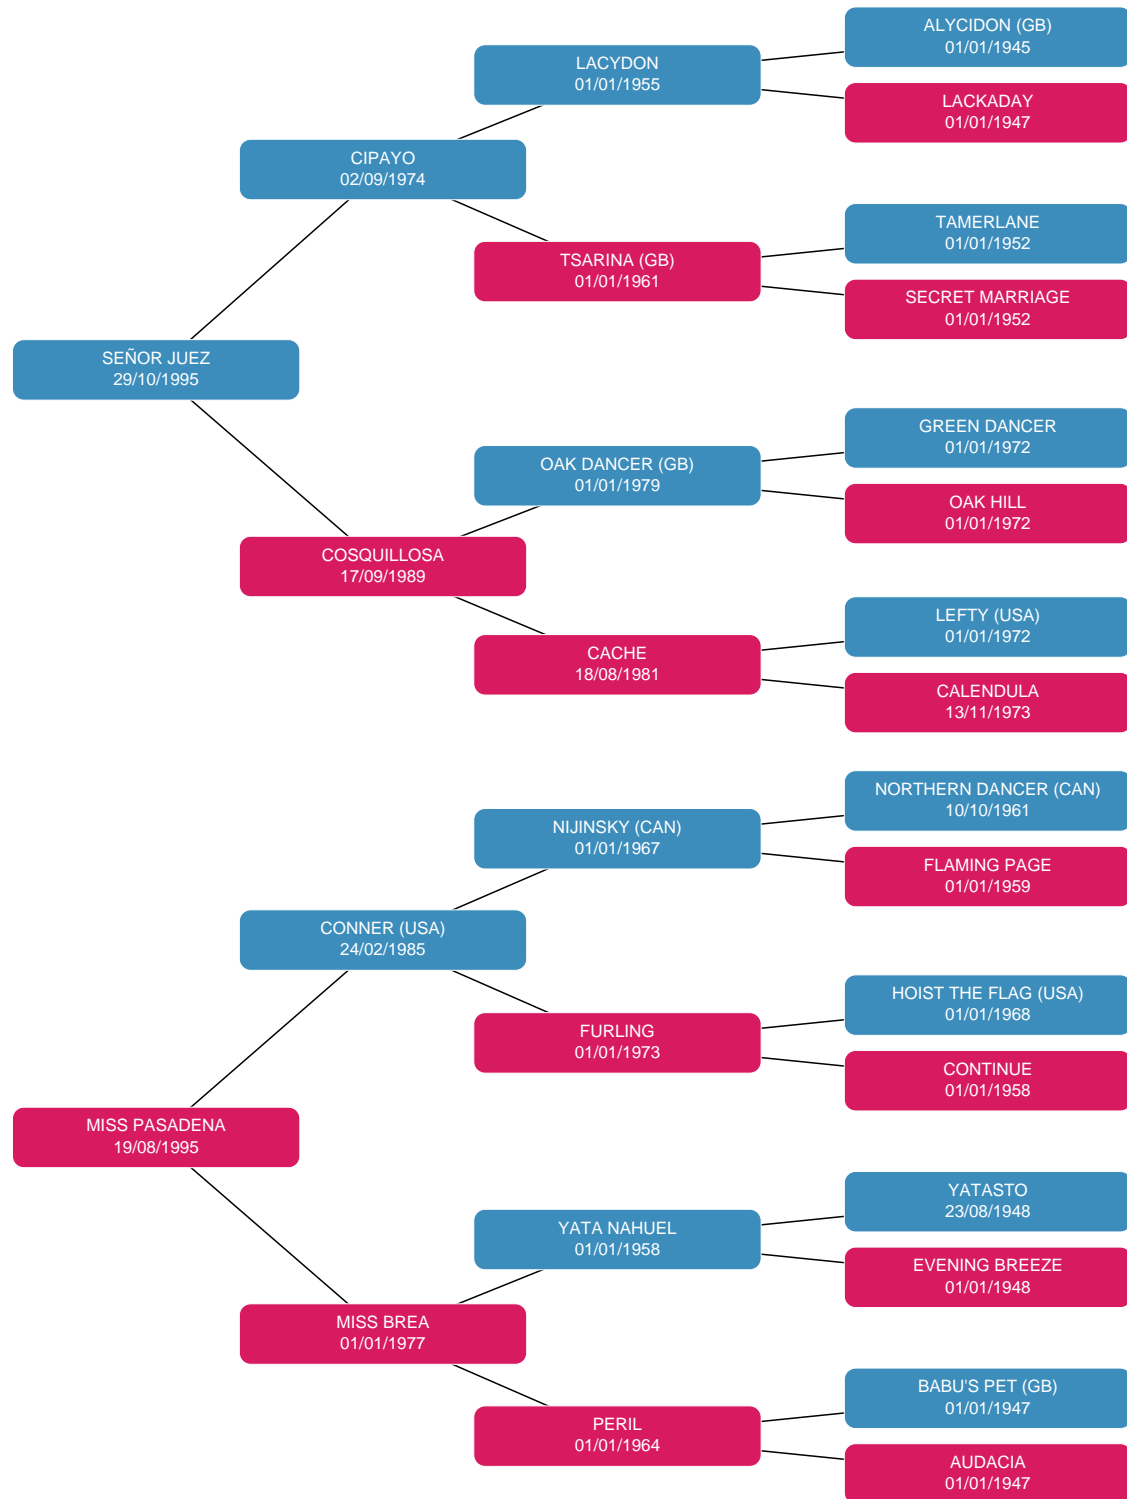 ALYCIDON (GB)
01/01/1945
LACYDON
01/01/1955
LACKADAY
01/01/1947
CIPAYO
02/09/1974
TAMERLANE
01/01/1952
TSARINA (GB)
01/01/1961
SECRET MARRIAGE
01/01/1952
SEÑOR JUEZ
29/10/1995
GREEN DANCER
01/01/1972
OAK DANCER (GB)
01/01/1979
OAK HILL
01/01/1972
COSQUILLOSA
17/09/1989
LEFTY (USA)
01/01/1972
CACHE
18/08/1981
CALENDULA
13/11/1973
NORTHERN DANCER (CAN)
10/10/1961
NIJINSKY (CAN)
01/01/1967
FLAMING PAGE
01/01/1959
CONNER (USA)
24/02/1985
HOIST THE FLAG (USA)
01/01/1968
FURLING
01/01/1973
CONTINUE
01/01/1958
MISS PASADENA
19/08/1995
YATASTO
23/08/1948
YATA NAHUEL
01/01/1958
EVENING BREEZE
01/01/1948
MISS BREA
01/01/1977
BABU'S PET (GB)
01/01/1947
PERIL
01/01/1964
AUDACIA
01/01/1947